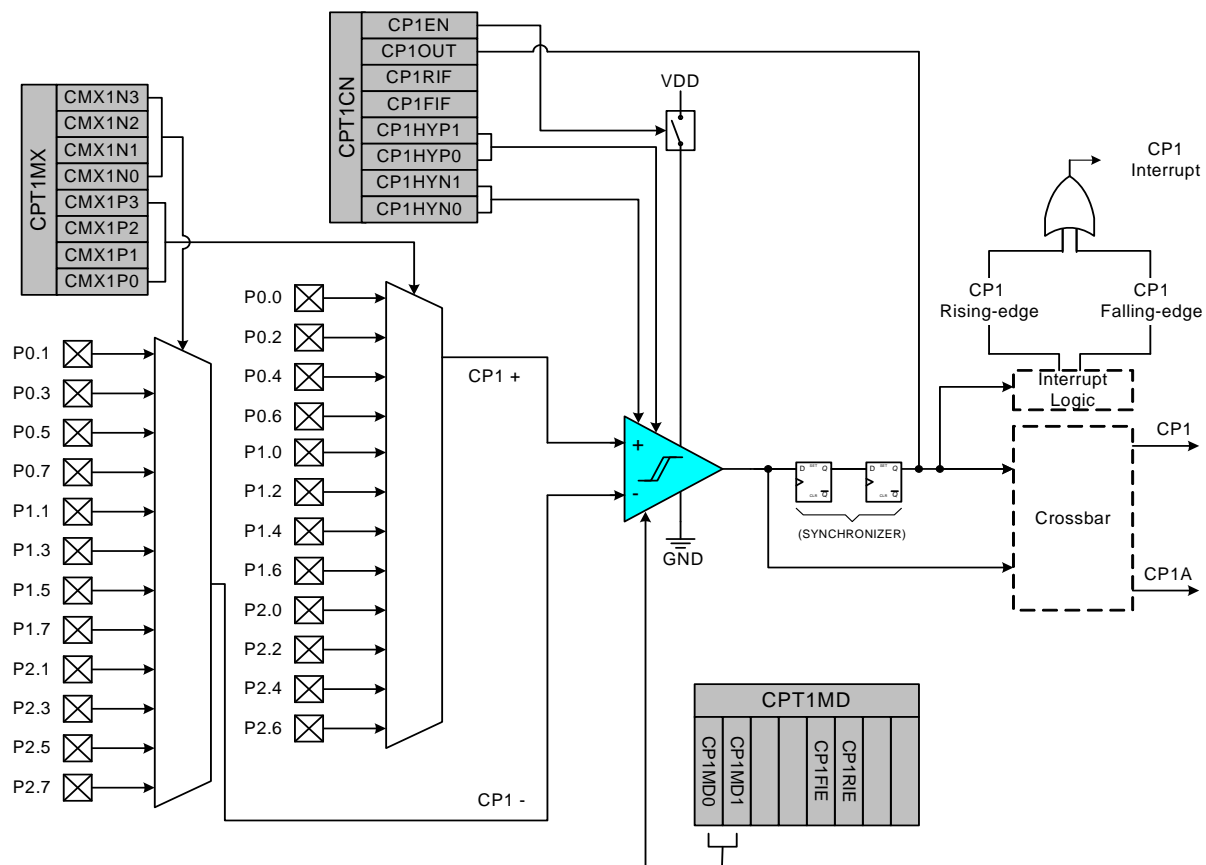 CPT1CN
CP1EN
CP1OUT
CP1RIF
CP1FIF
CP1HYP1
CP1HYP0
CP1HYN1
CP1HYN0
VDD
CPT1MX
CMX1N3
CMX1N2
CMX1N1
CMX1N0
CMX1P3
CMX1P2
CMX1P1
CMX1P0
CP1
Interrupt
CP1
Rising-edge
CP1
Falling-edge
Interrupt
Logic
P0.0
P0.2
P0.4
P0.6
P1.0
P1.2
P1.4
P1.6
P2.0
P2.2
P2.4
P2.6
P0.1
P0.3
P0.5
P0.7
P1.1
P1.3
P1.5
P1.7
P2.1
P2.3
P2.5
P2.7
CP1 +
CP1 -
+
-
GND
D SET Q
CLR Q
D SET Q
CLR Q
(SYNCHRONIZER)
Crossbar
CP1
CP1A
CPT1MD
CP1MD0
CP1MD1
CP1FIE
CP1RIE